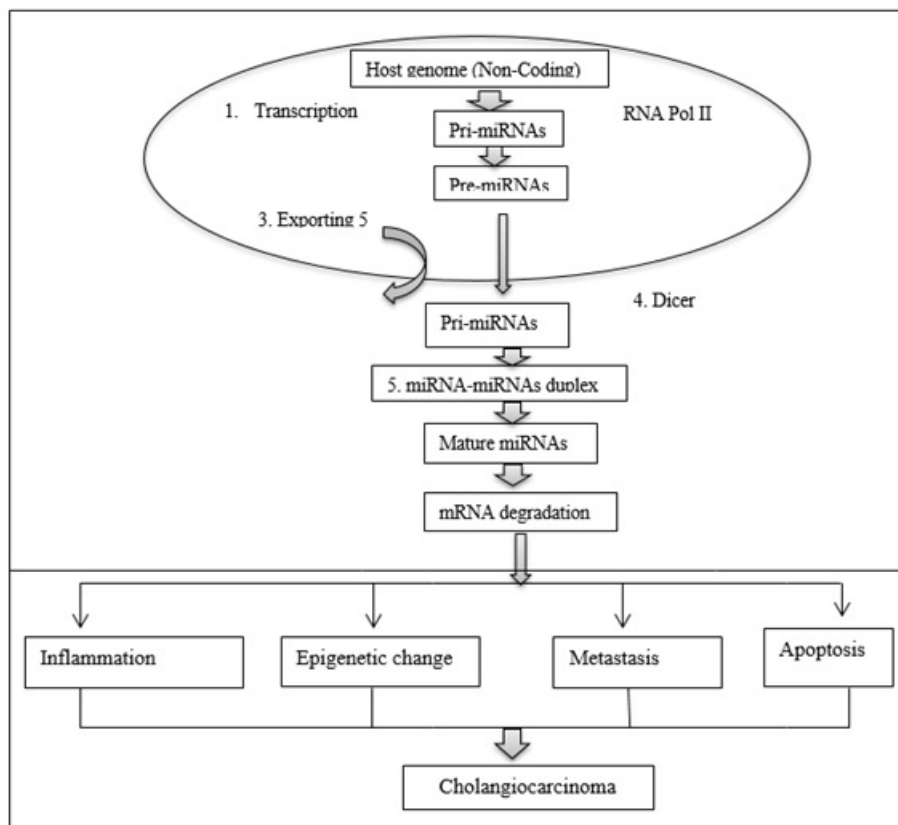 Host genome (Non-Coding)
1. Transcription
RNA Pol II
Pri-miRNAs
Pre-miRNAs
3. Exporting 5
4. Dicer
Pri-miRNAs
5. miRNA-miRNAs duplex
Mature miRNAs
mRNA degradation
Inflammation
Epigenetic change
Metastasis
Apoptosis
Cholangiocarcinoma